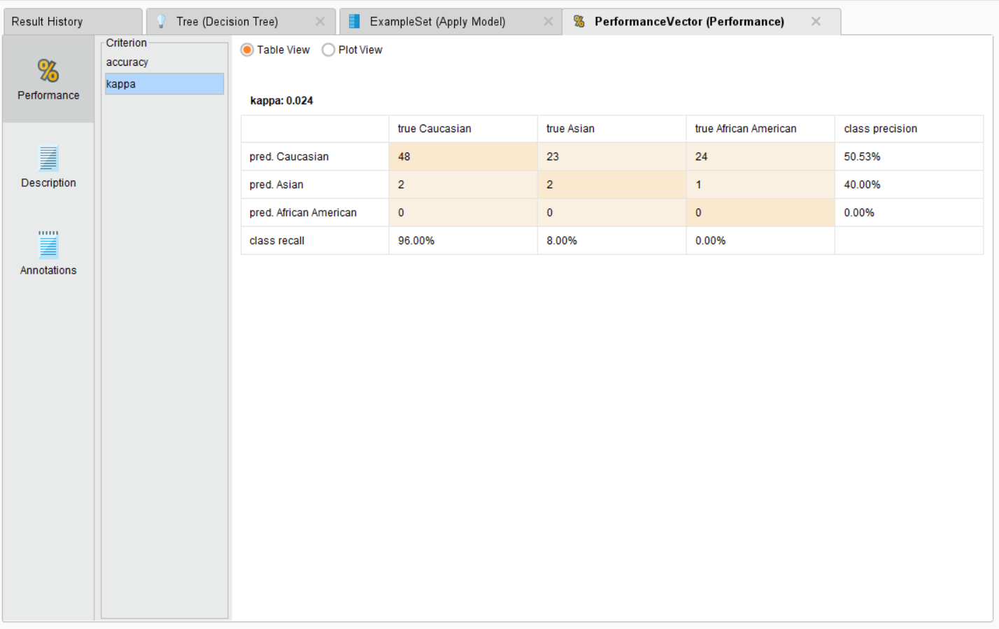 Result History
Tree (Decision Tree)
ExampleSet (Apply Model)
% PerformanceVector (Performance)
%
Performance
Description
Annotations
Criterion
accuracy
kappa
Table View Plot View
kappa: 0.024
true Caucasian true Asian true African American class precision
pred. Caucasian 48 23 24 50.53%
pred. Asian 2 2 1 40.00%
pred. African American 0 0 0 0.00%
class recall 96.00% 8.00% 0.00%